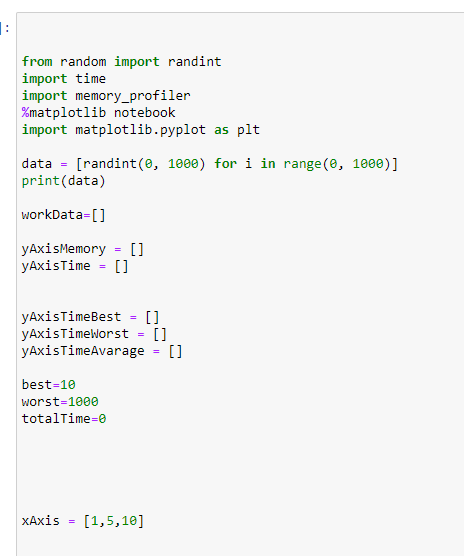 ]:
from random import randint
import time
import memory_profiler
%matplotlib notebook
import matplotlib.pyplot as plt
data = [randint(0, 1000) for i in range(0, 1000)]
print(data)
workData=[]
yAxisMemory = []
yAxisTime = []
yAxisTimeBest = []
yAxisTimeWorst = []
yAxisTimeAvarage = []
best=10
worst=1000
totalTime=0
xAxis = [1,5,10]